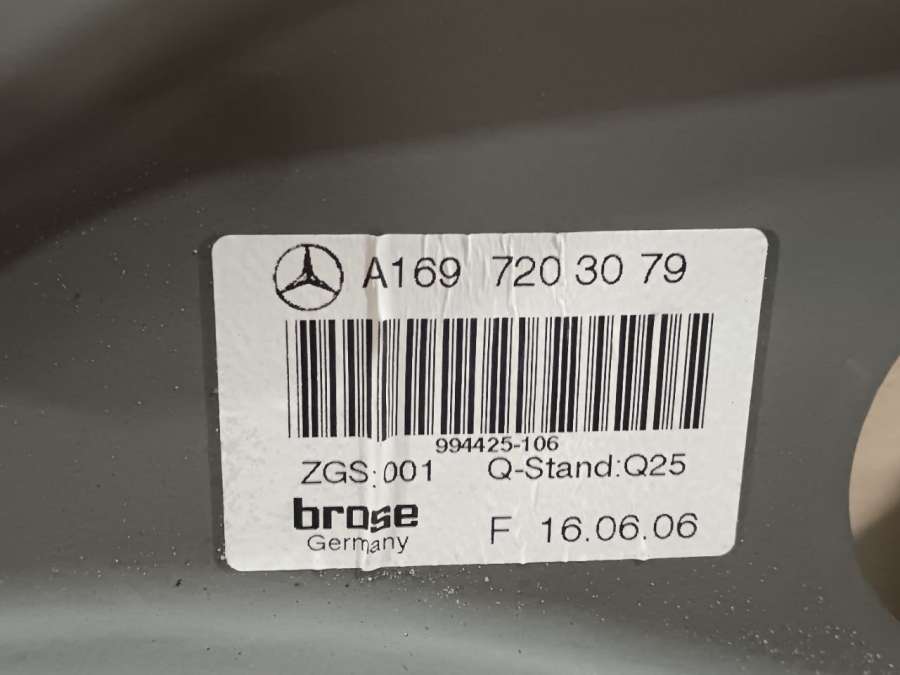 A169 720 30 79
994425-106
ZGS:001 Q-Stand:Q25
brose
Germany F 16.06.06